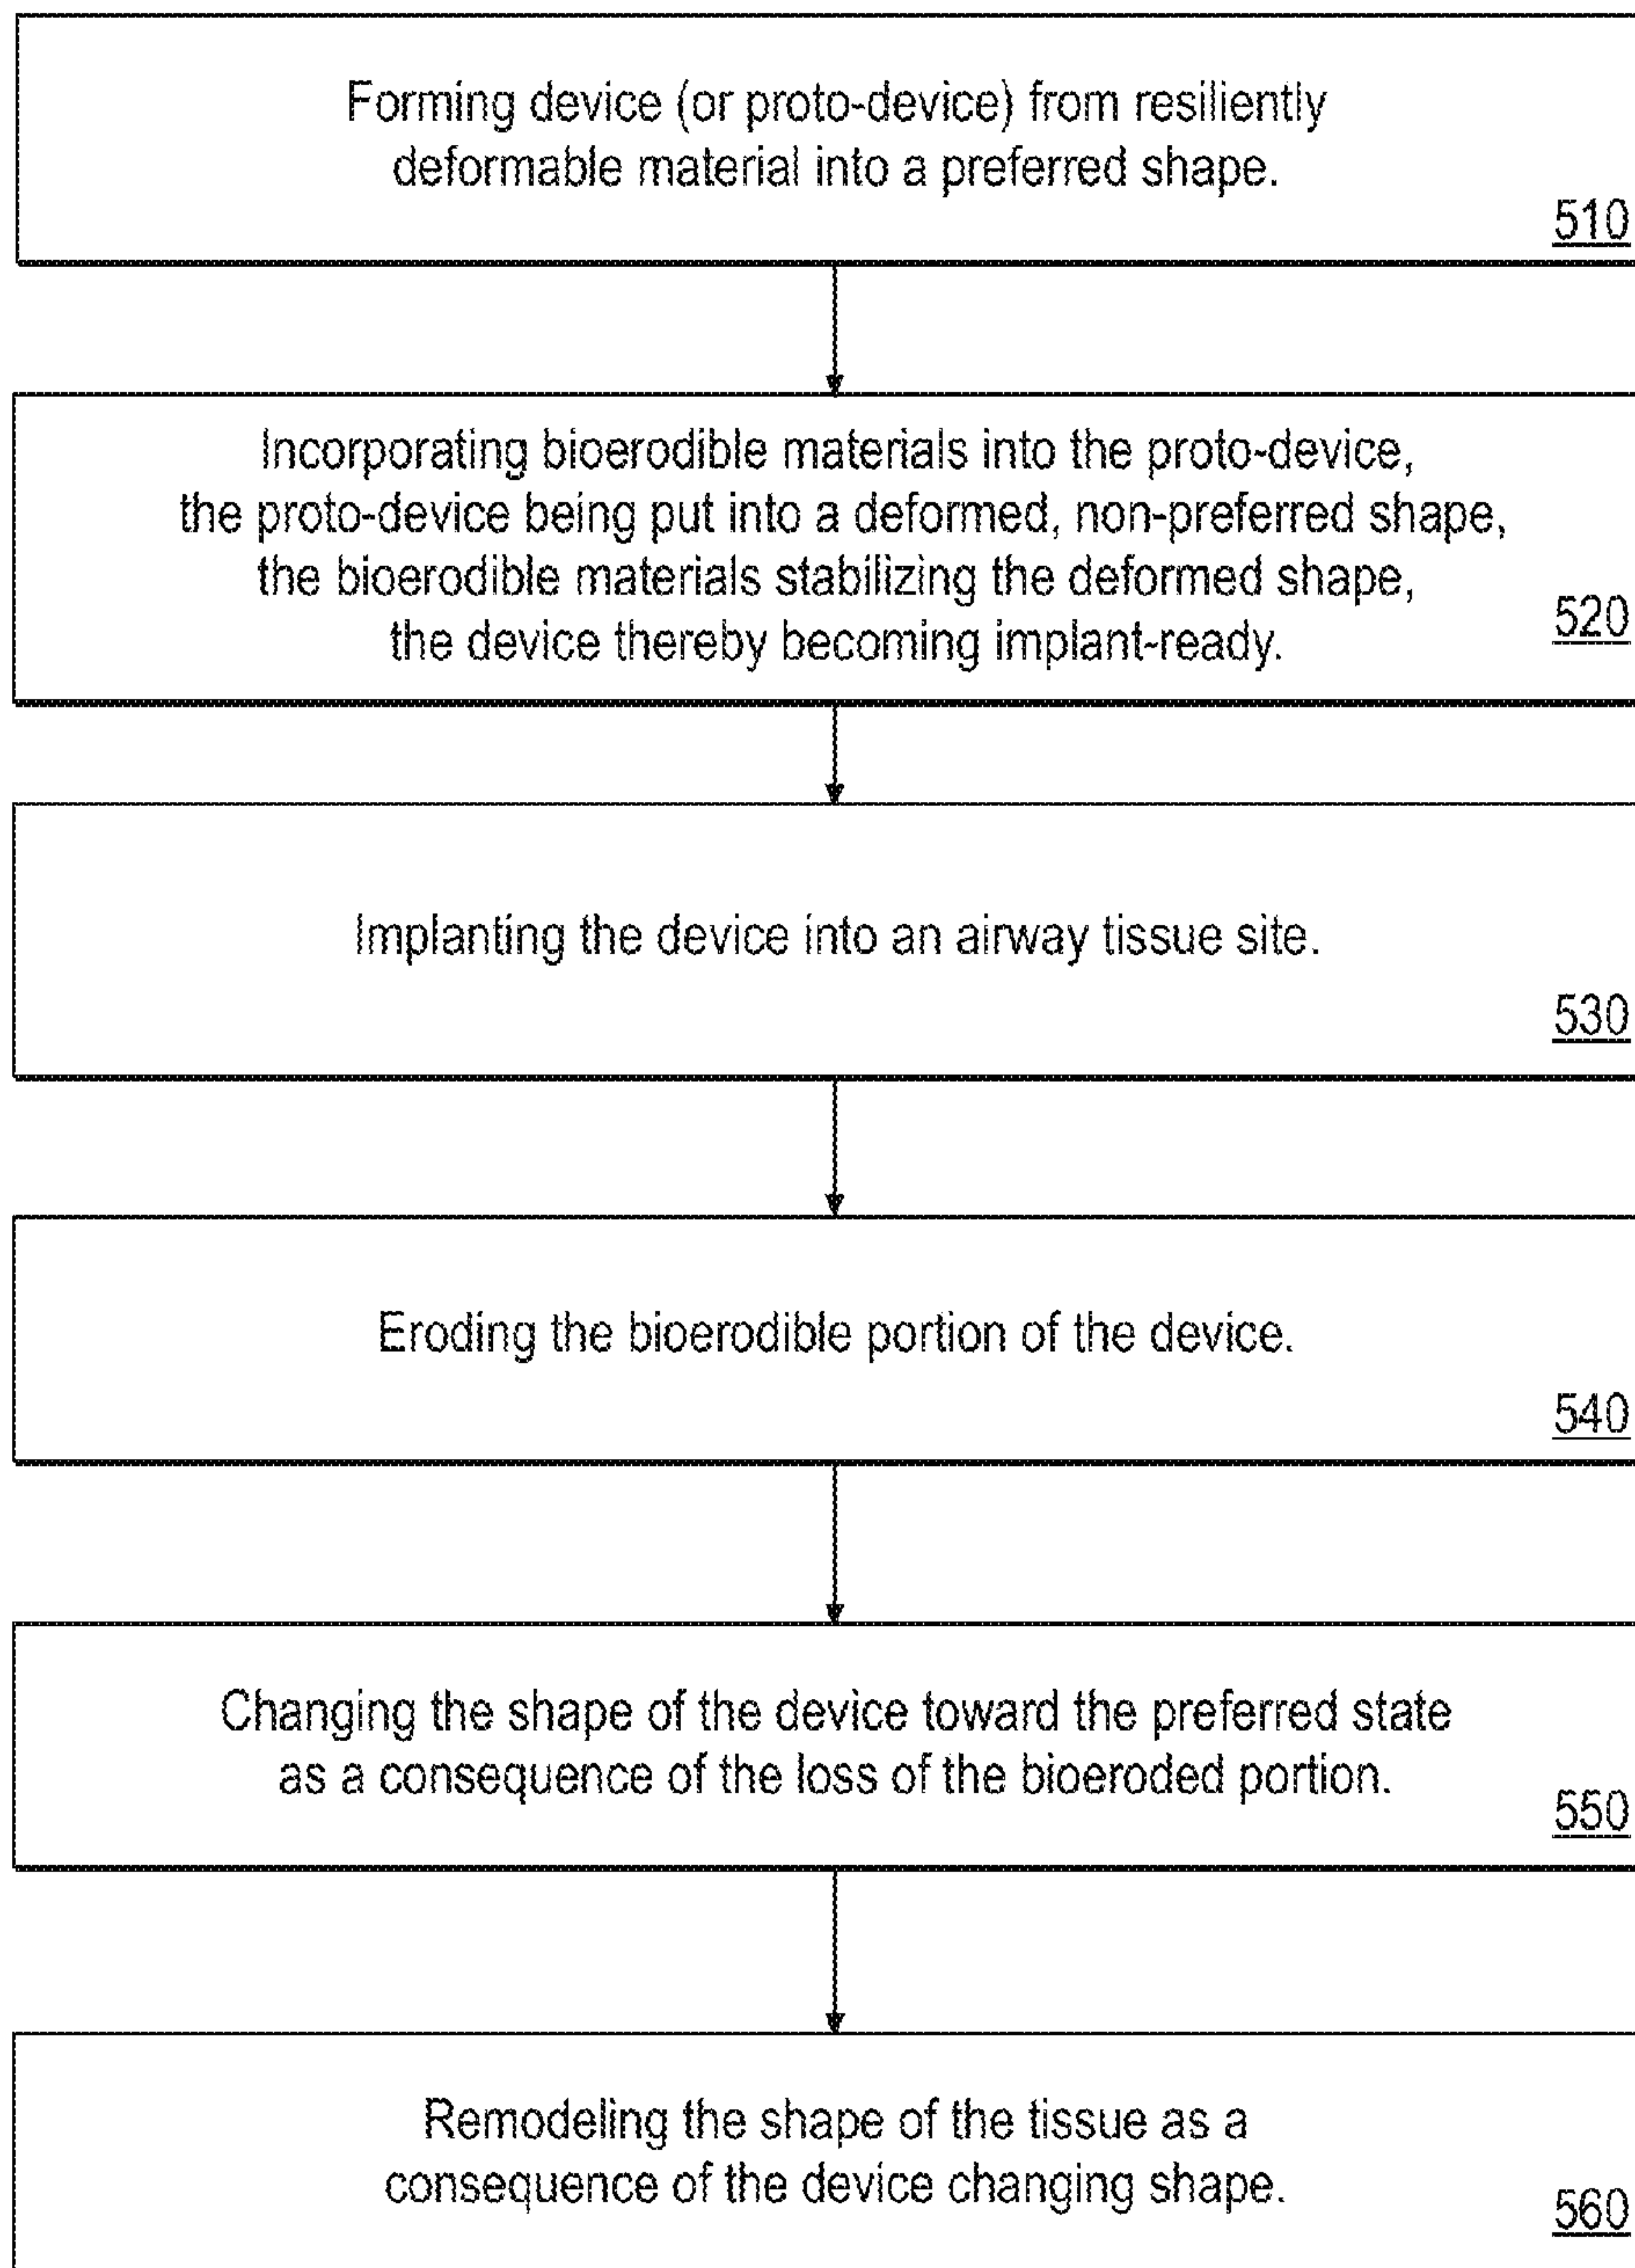 Forming device (or proto-device) from resiliently
deformable material into a preferred shape.
510
Incorporating bioerodible materials into the proto-device,
the proto-device being put into a deformed, non-preferred shape,
the bioerodible materials stabilizing the deformed shape,
the device thereby becoming implant-ready.
520
Implanting the device into an airway tissue site.
530
Eroding the bioerodible portion of the device.
540
Changing the shape of the device toward the preferred state
as a consequence of the loss of the bioeroded portion.
550
Remodeling the shape of the tissue as a
consequence of the device changing shape.
560